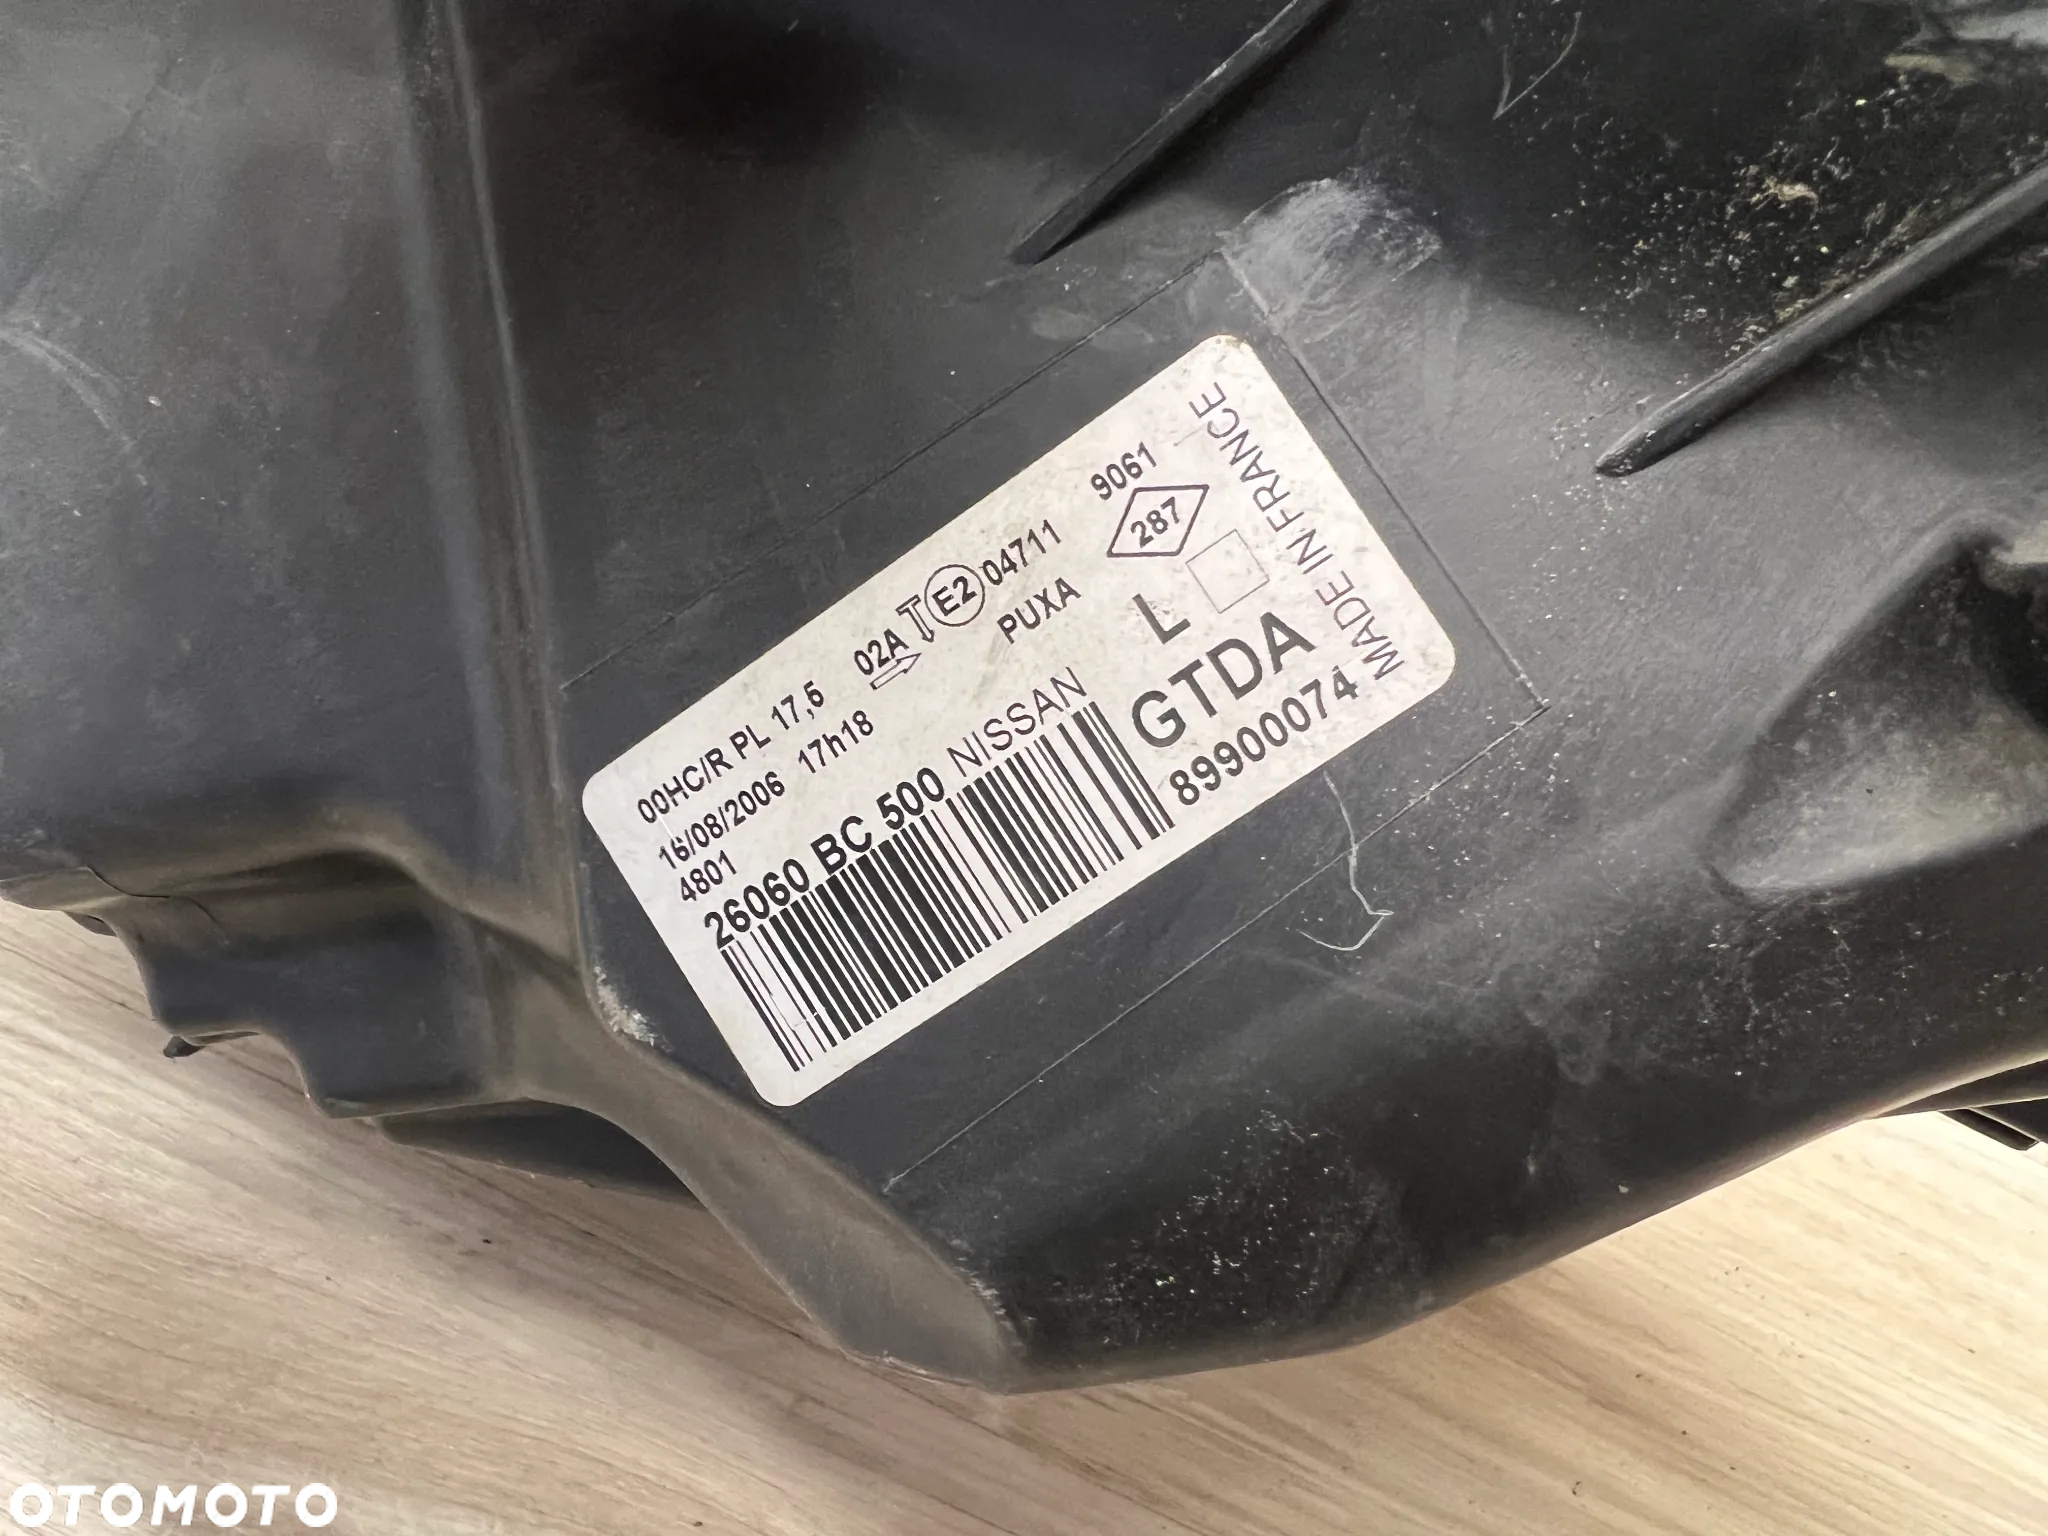 00HC/R PL 17,5 02A E2 04711 9061
16/08/2006 17h18 PUXA 287
4801
26060 BC 500 NISSAN L
GTDA
89900074
MADE IN FRANCE
OTOMOTO